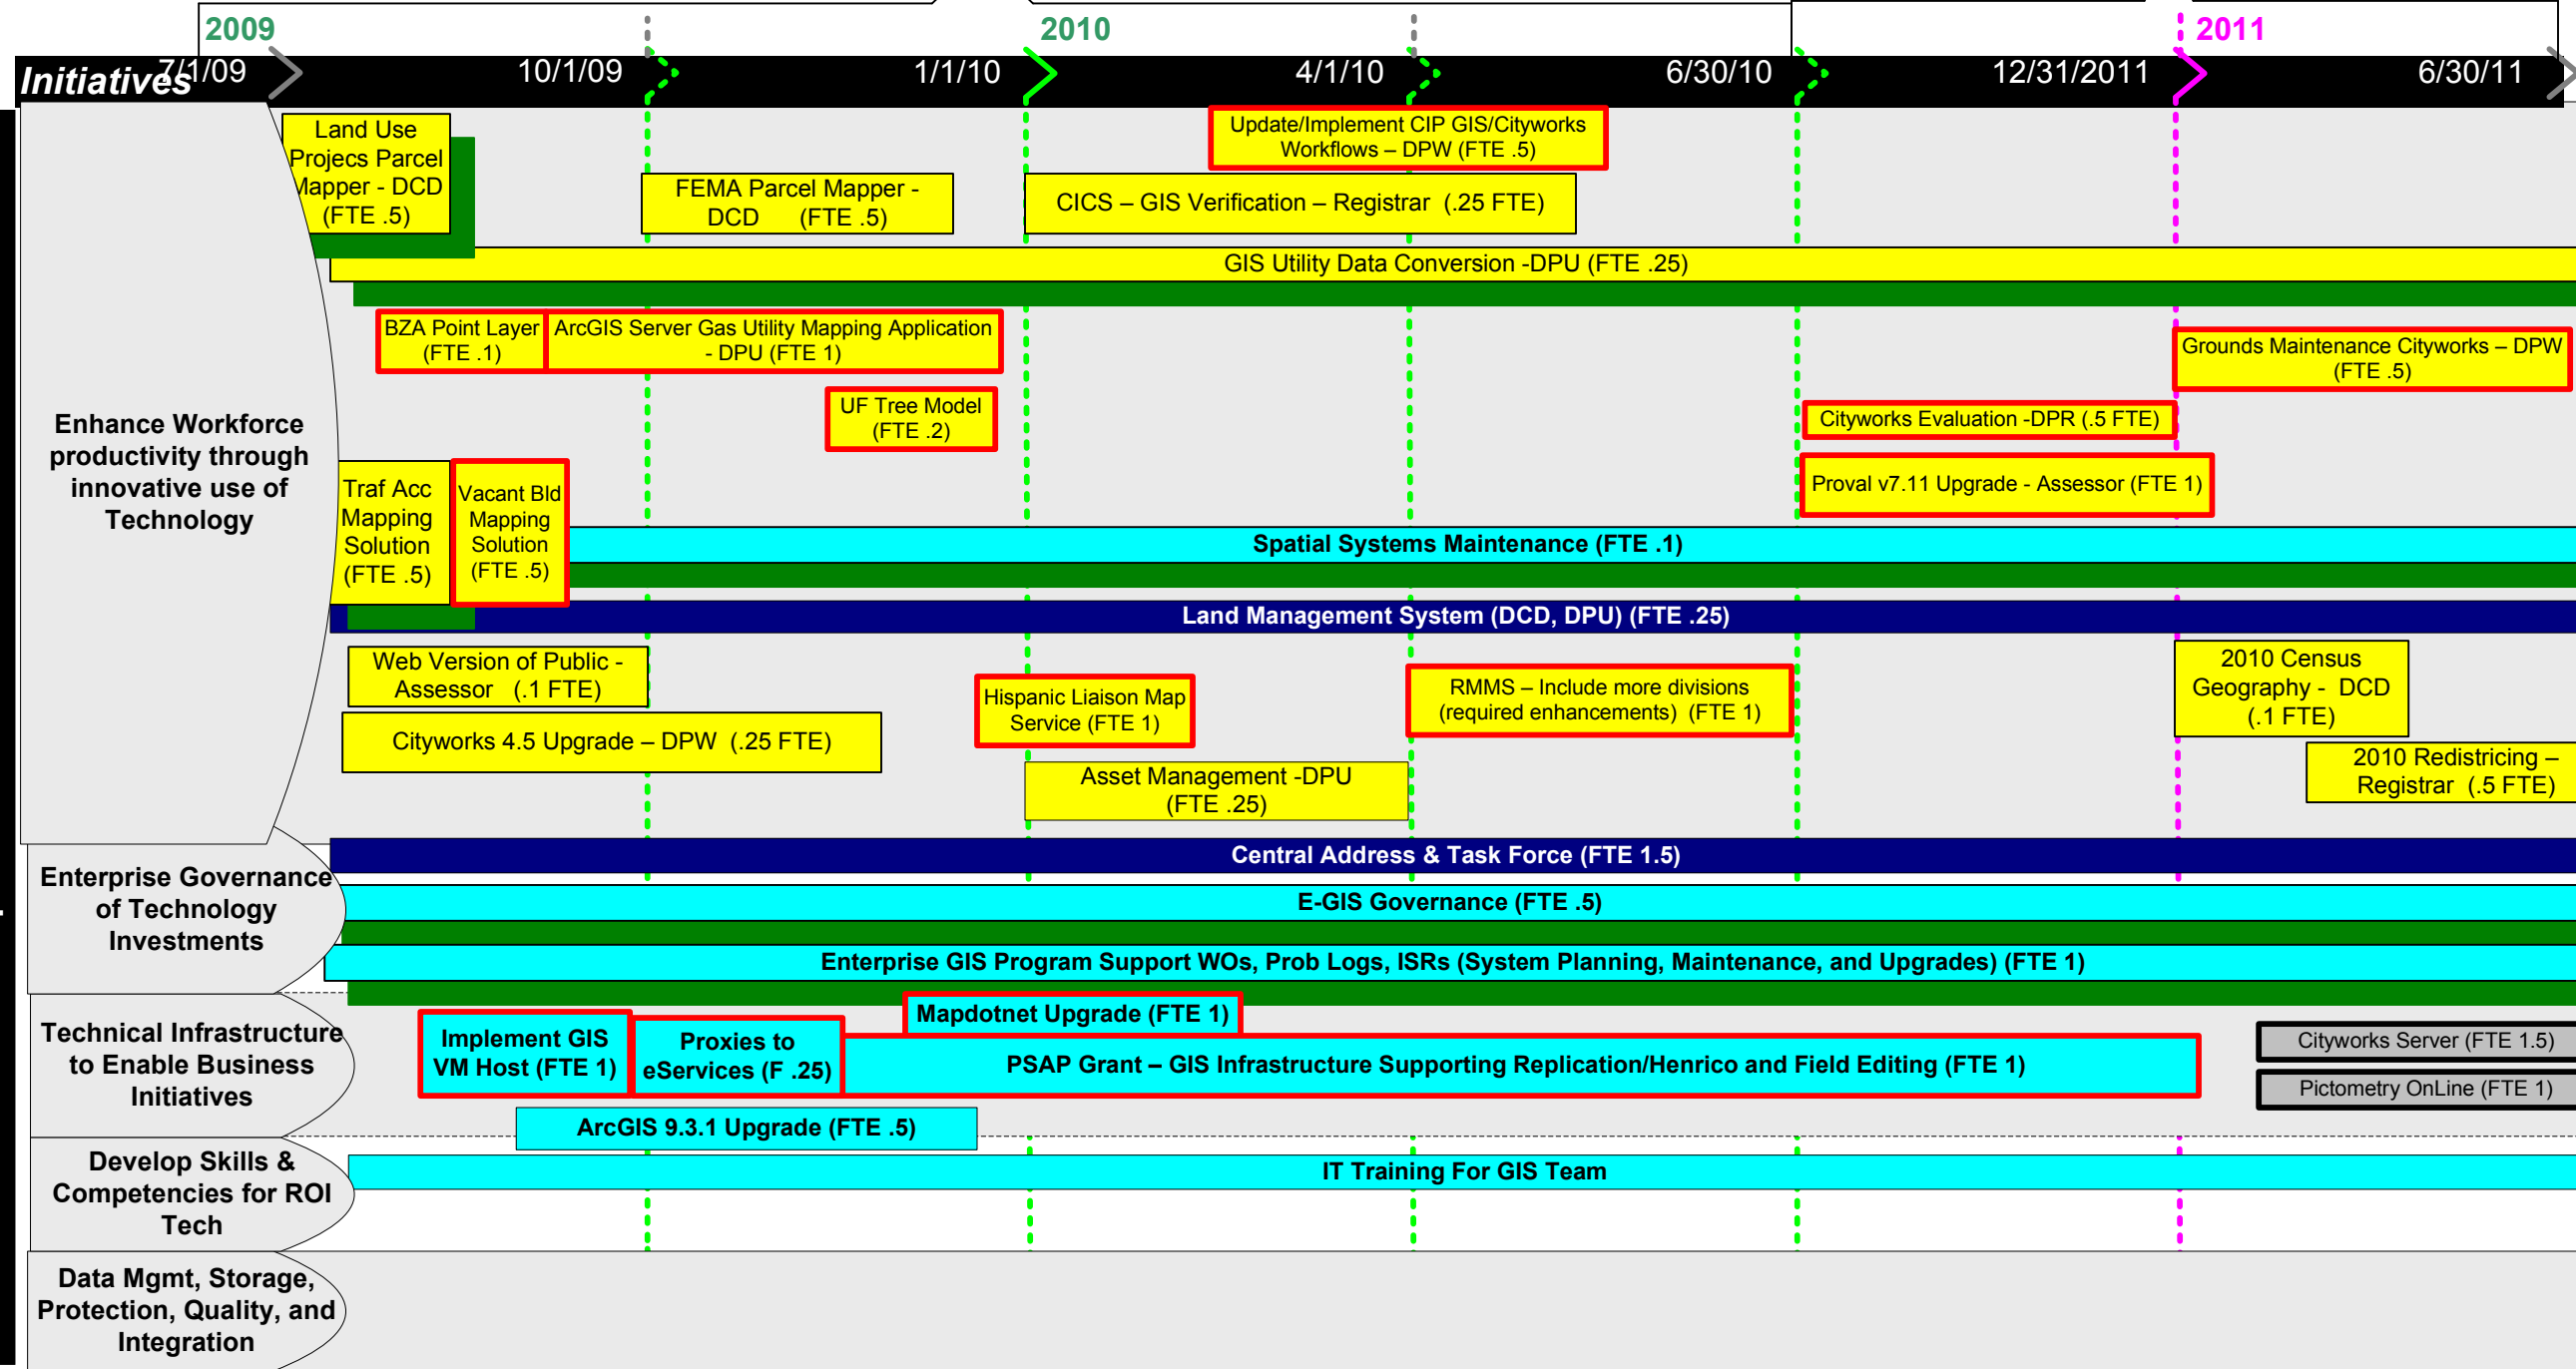 2009
2010
2011
Initiatives
7/1/09
10/1/09
1/1/10
4/1/10
6/30/10
12/31/2011
6/30/11
Enhance Workforce
productivity through
innovative use of
Technology
Land Use
Projecs Parcel
Mapper - DCD
(FTE .5)
Update/Implement CIP GIS/Cityworks
Workflows – DPW (FTE .5)
FEMA Parcel Mapper -
DCD (FTE .5)
CICS – GIS Verification – Registrar (.25 FTE)
GIS Utility Data Conversion -DPU (FTE .25)
BZA Point Layer
(FTE .1)
ArcGIS Server Gas Utility Mapping Application
- DPU (FTE 1)
Grounds Maintenance Cityworks – DPW
(FTE .5)
UF Tree Model
(FTE .2)
Cityworks Evaluation -DPR (.5 FTE)
Traf Acc
Mapping
Solution
(FTE .5)
Vacant Bld
Mapping
Solution
(FTE .5)
Proval v7.11 Upgrade - Assessor (FTE 1)
Spatial Systems Maintenance (FTE .1)
Land Management System (DCD, DPU) (FTE .25)
Web Version of Public -
Assessor (.1 FTE)
Hispanic Liaison Map
Service (FTE 1)
RMMS – Include more divisions
(required enhancements) (FTE 1)
2010 Census
Geography - DCD
(.1 FTE)
Cityworks 4.5 Upgrade – DPW (.25 FTE)
Asset Management -DPU
(FTE .25)
2010 Redistricing –
Registrar (.5 FTE)
Enterprise Governance
of Technology
Investments
Central Address & Task Force (FTE 1.5)
E-GIS Governance (FTE .5)
Enterprise GIS Program Support WOs, Prob Logs, ISRs (System Planning, Maintenance, and Upgrades) (FTE 1)
Technical Infrastructure
to Enable Business
Initiatives
Implement GIS
VM Host (FTE 1)
Proxies to
eServices (F .25)
Mapdotnet Upgrade (FTE 1)
PSAP Grant – GIS Infrastructure Supporting Replication/Henrico and Field Editing (FTE 1)
Cityworks Server (FTE 1.5)
Pictometry OnLine (FTE 1)
ArcGIS 9.3.1 Upgrade (FTE .5)
Develop Skills &
Competencies for ROI
Tech
IT Training For GIS Team
Data Mgmt, Storage,
Protection, Quality, and
Integration